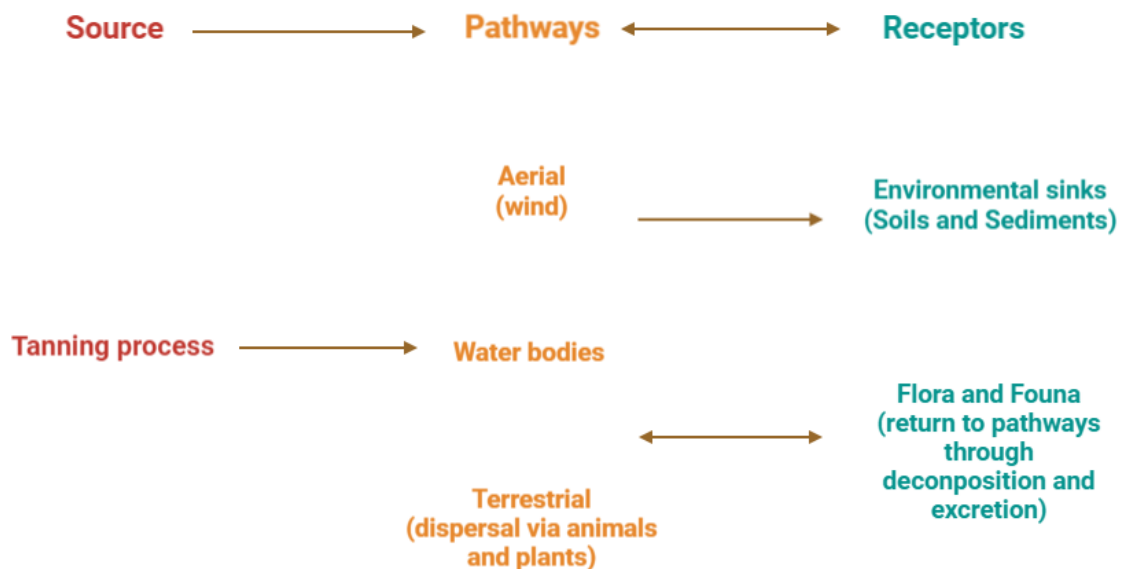 Source
Pathways
Receptors
Aerial
(wind)
Environmental sinks
(Soils and Sediments)
Tanning process
Water bodies
Flora and Founa
(return to pathways
through
deconposition and
excretion)
Terrestrial
(dispersal via animals
and plants)